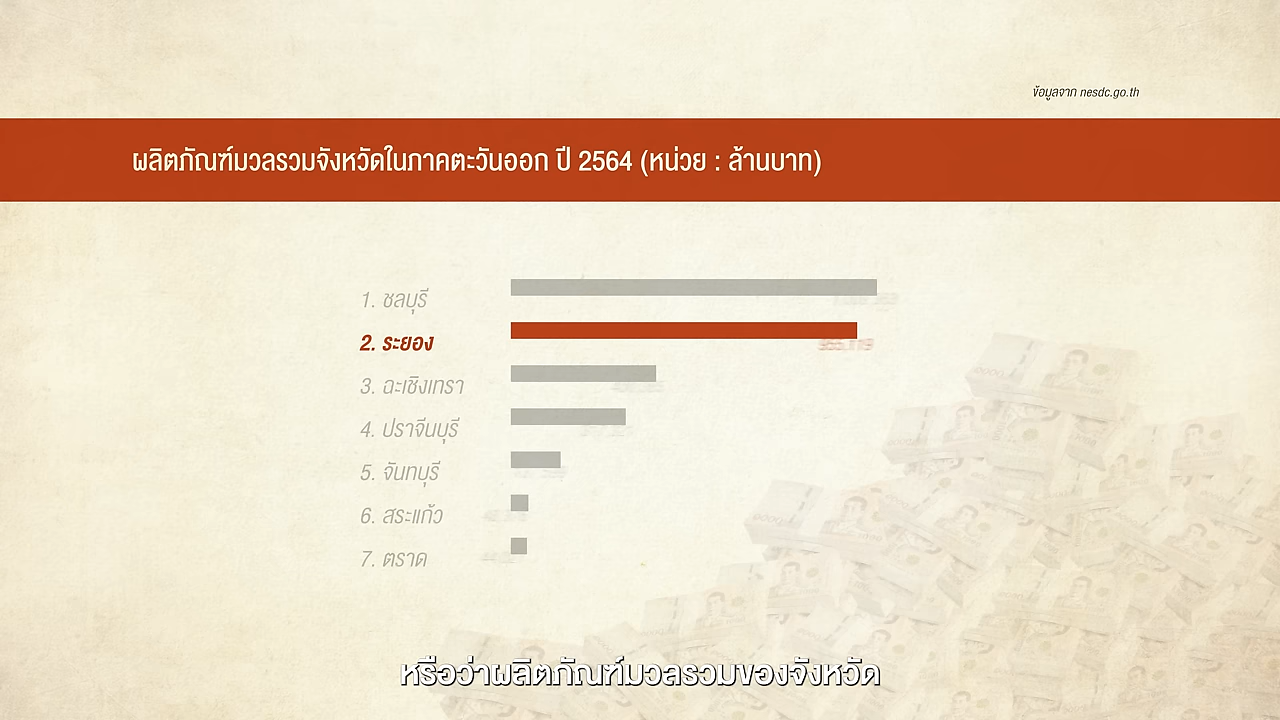 ข้อมูลจาก nesdc.go.th
ผลิตภัณฑ์มวลรวมจังหวัดในภาคตะวันออก ปี 2564 (หน่วย : ล้านบาท)
1. ชลบุรี
2. ระยอง
3. ฉะเชิงเทรา
4. ปราจีนบุรี
5. จันทบุรี
6. สระแก้ว
7. ตราด
หรือว่าผลิตภัณฑ์มวลรวมของจังหวัด